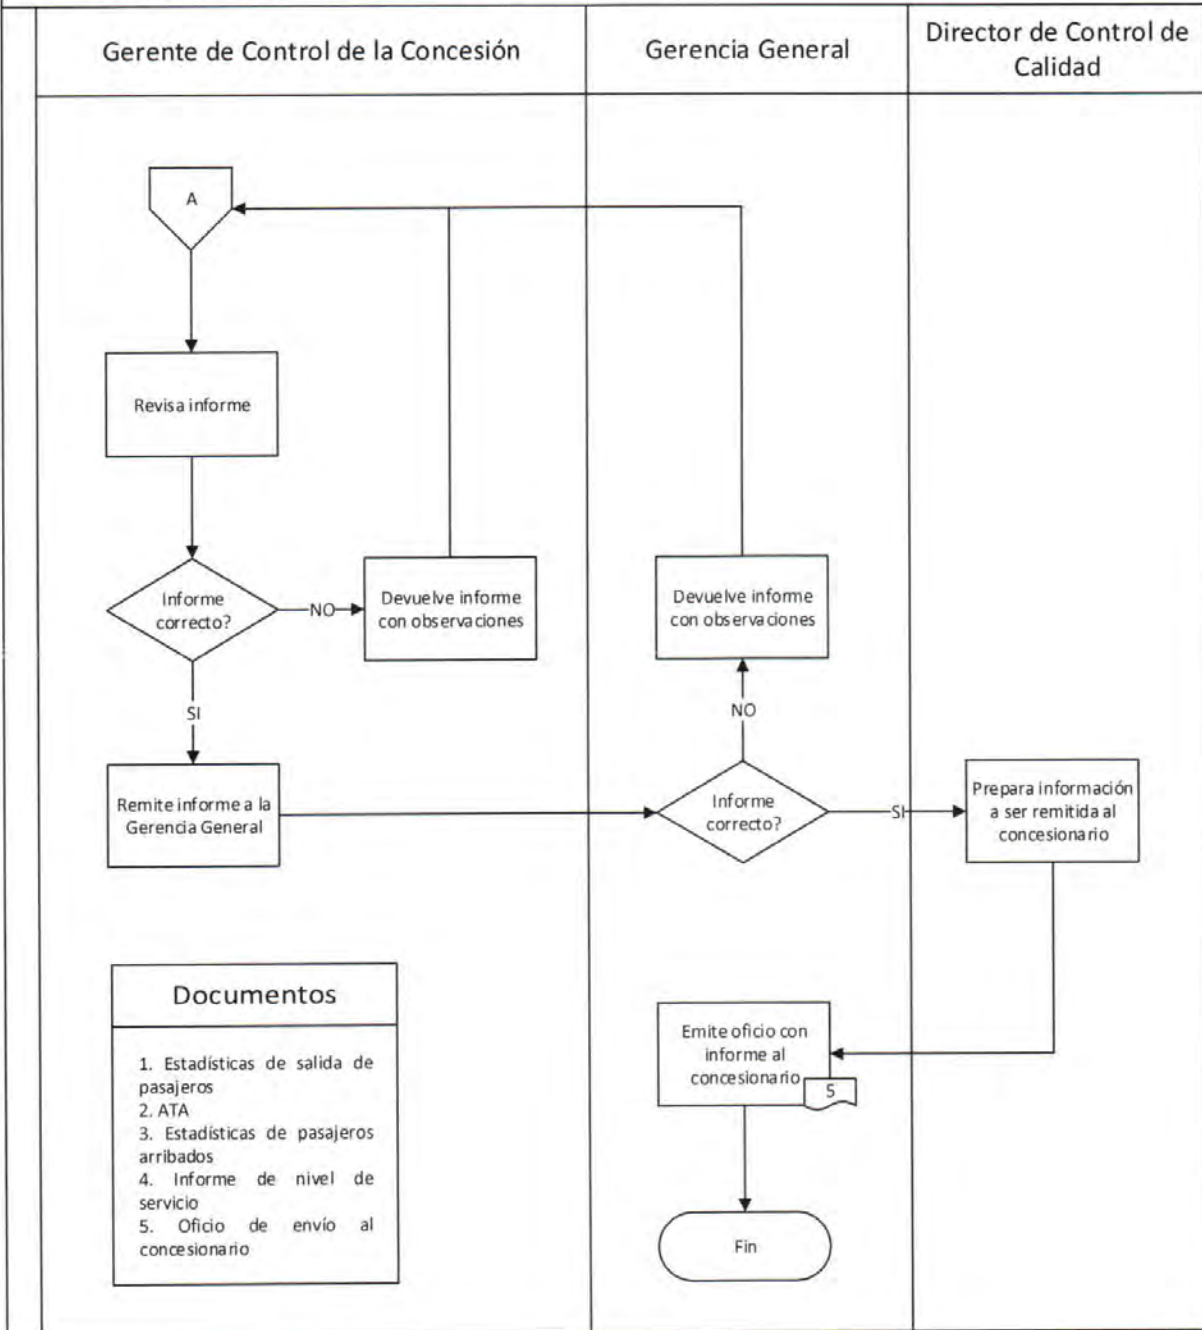 Gerente de Control de la Concesión
Gerencia General
Director de Control de
Calidad
A
Revisa informe
Informe
correcto?
NO
Devuelve informe
con observaciones
Devuelve informe
con observaciones
SI
NO
Remite informe a la
Gerencia General
Informe
correcto?
SI
Prepara información
a ser remitida al
concesionario
Documentos
1. Estadísticas de salida de
pasajeros
2. ATA
3. Estadísticas de pasajeros
arribados
4. Informe de nivel de
servicio
5. Oficio de envío al
concesionario
Emite oficio con
informe al
concesionario
5
Fin